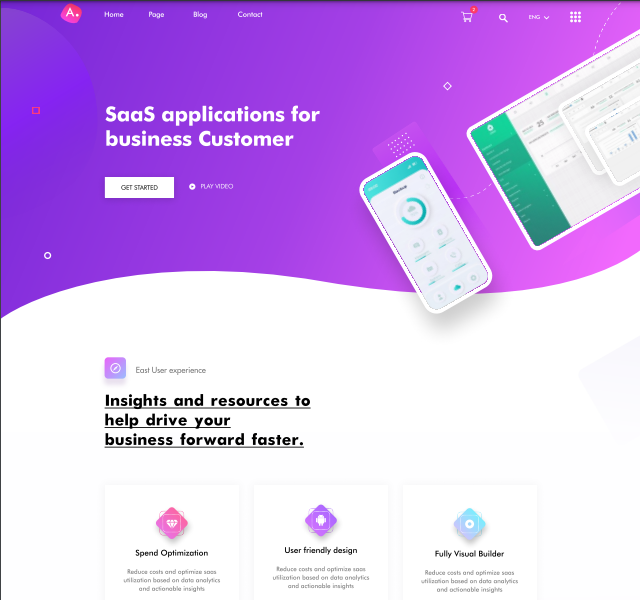 A.
Home
Page
Blog
Contact
ENG
SaaS applications for
business Customer
GET STARTED
PLAY VIDEO
East User experience
Insights and resources to
help drive your
business forward faster.
Spend Optimization
Reduce costs and optimize saas
utilization based on data analytics
and actionable insights
User friendly design
Reduce costs and optimize saas
utilization based on data analytics
and actionable insights
Fully Visual Builder
Reduce costs and optimize saas
utilization based on data analytics
and actionable insights